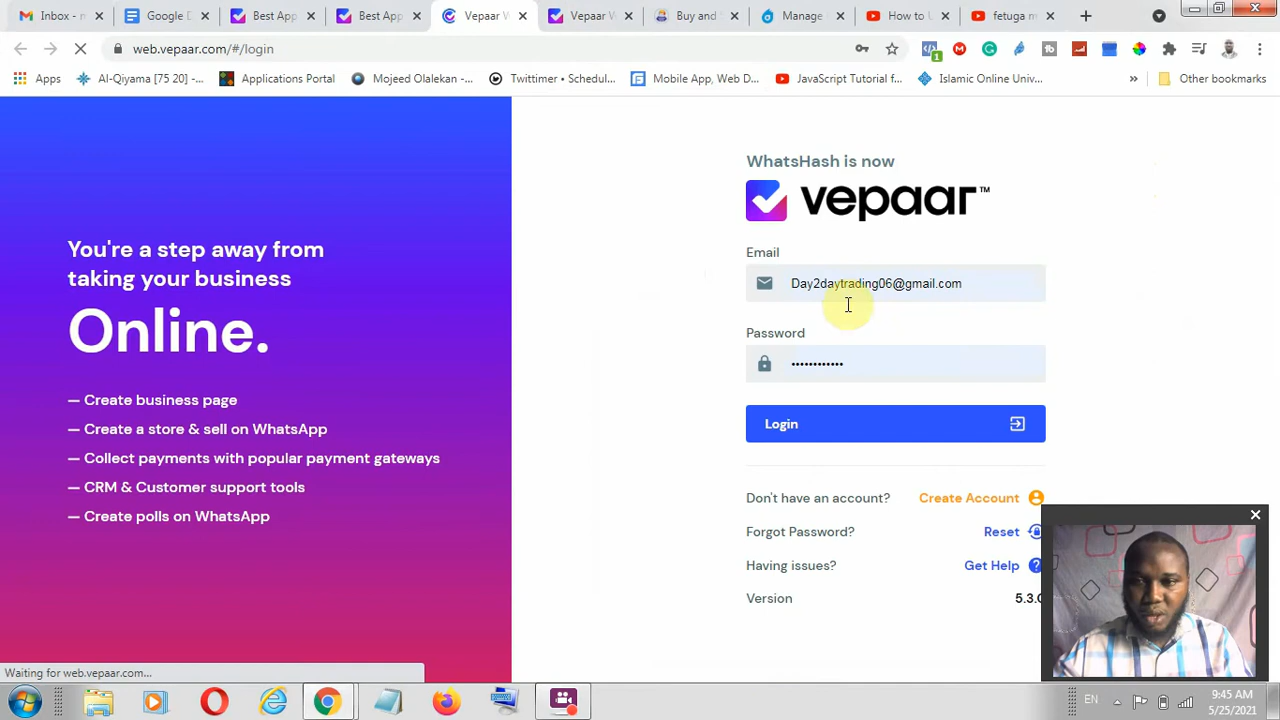 Inbox - m
Google D
Best App
Best App
Vepaar W
Vepaar W
Buy and S
Manage
How to U
fetuga m
web.vepaar.com/#/login
1
Apps
Al-Qiyama [75 20] -...
Applications Portal
Mojeed Olalekan -...
Twittimer • Schedul...
Mobile App, Web D...
JavaScript Tutorial f...
Islamic Online Univ...
»
Other bookmarks
You're a step away from
taking your business
Online.
— Create business page
— Create a store & sell on WhatsApp
— Collect payments with popular payment gateways
— CRM & Customer support tools
— Create polls on WhatsApp
WhatsHash is now
vepaar™
Email
Day2daytrading06@gmail.com
Password
••••••••••••
Login
Don't have an account? Create Account
Forgot Password? Reset
Having issues? Get Help
Version 5.3.0
Waiting for web.vepaar.com...
EN
9:45 AM
5/25/2021